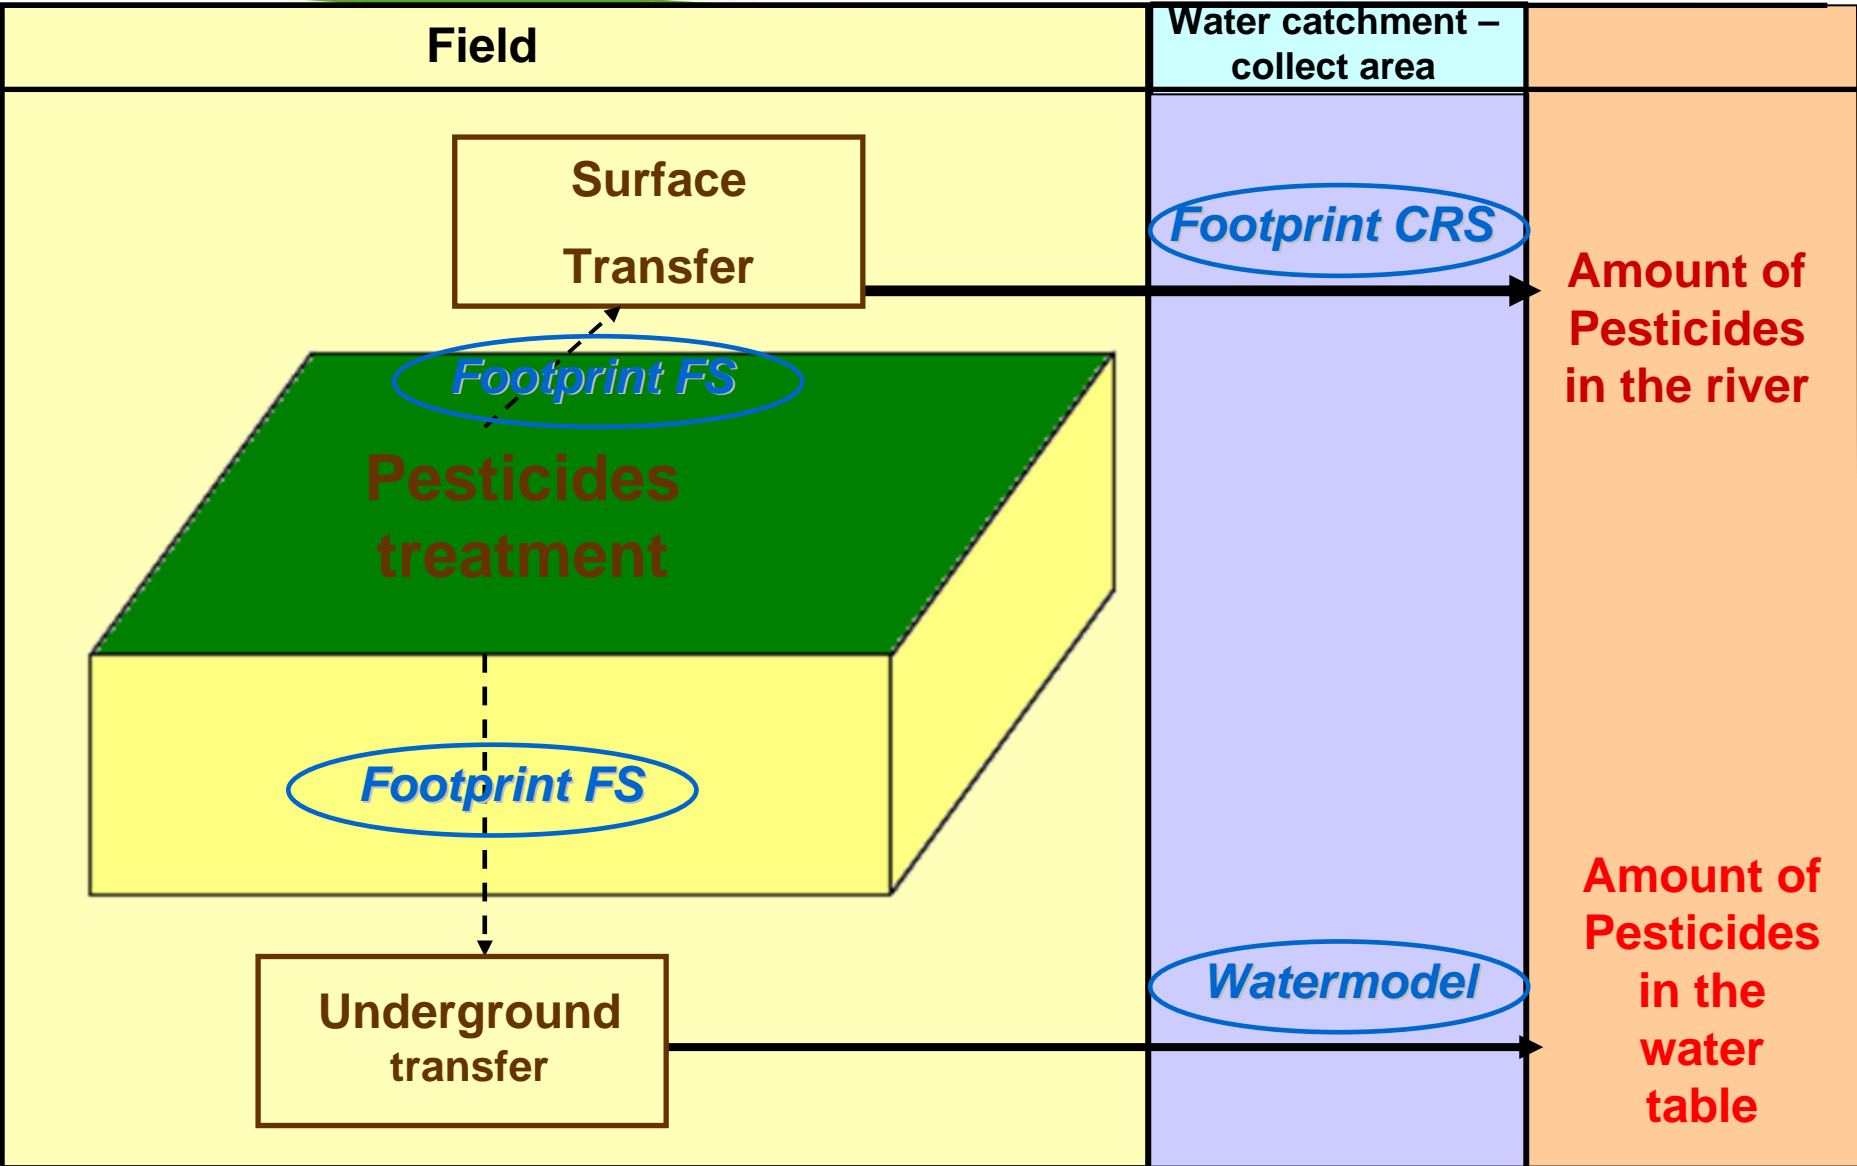 Field
Water catchment –
collect area
Surface
Transfer
Footprint CRS
Amount of
Pesticides
in the river
Footprint FS
Pesticides
treatment
Footprint FS
Underground
transfer
Watermodel
Amount of
Pesticides
in the
water
table